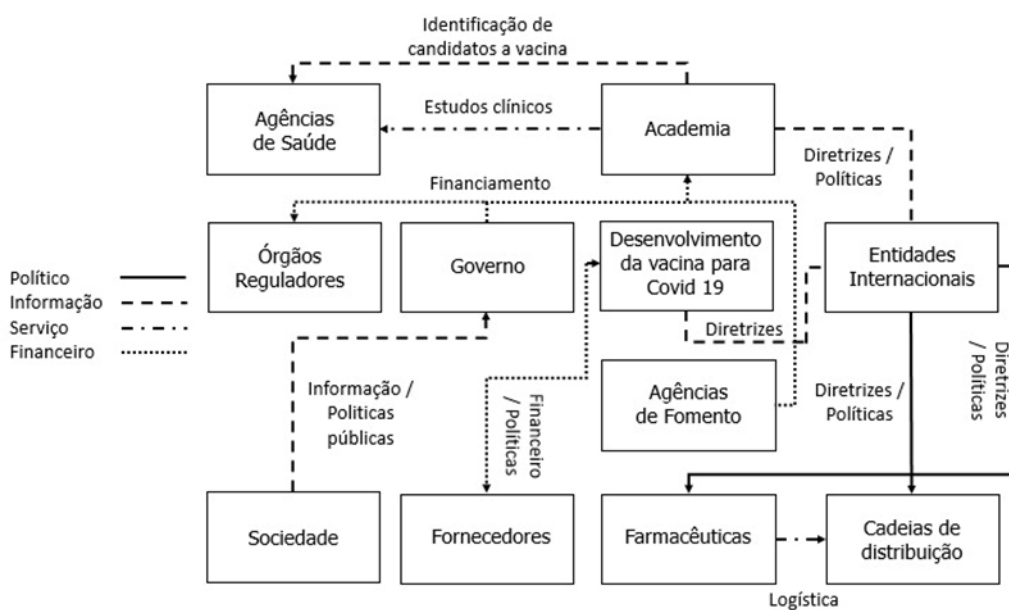 Identificação de
candidatos a vacina
Agências
de Saúde
Estudos clínicos
Academia
Diretrizes /
Políticas
Financiamento
Órgãos
Reguladores
Governo
Desenvolvimento
da vacina para
Covid 19
Entidades
Internacionais
Político
Informação
Serviço
Financeiro
Diretrizes
Informação /
Politicas
públicas
Financeiro
/ Políticas
Agências
de Fomento
Diretrizes /
Políticas
Diretrizes
/ Políticas
Sociedade
Fornecedores
Farmacêuticas
Cadeias de
distribuição
Logística